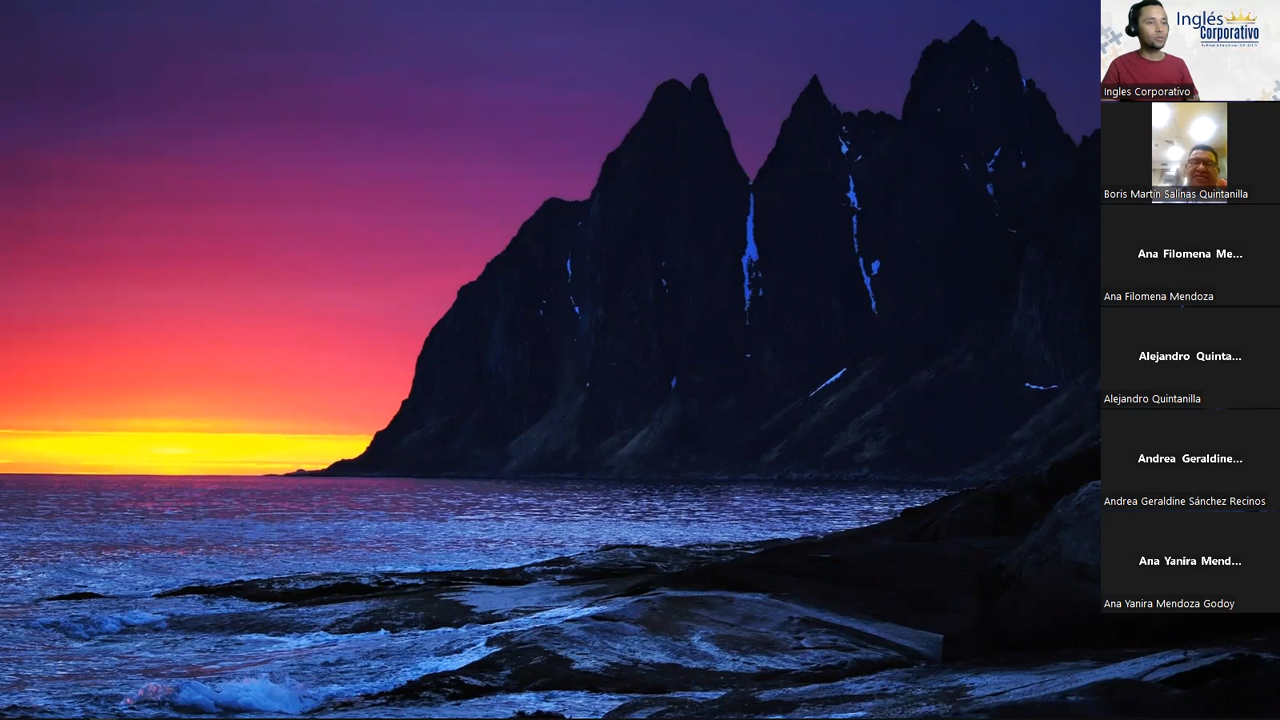 Inglés
Corporativo
Ingles Corporativo
Boris Martín Salinas Quintanilla
Ana Filomena Me...
Ana Filomena Mendoza
Alejandro Quinta...
Alejandro Quintanilla
Andrea Geraldine...
Andrea Geraldine Sánchez Recinos
Ana Yanira Mend...
Ana Yanira Mendoza Godoy